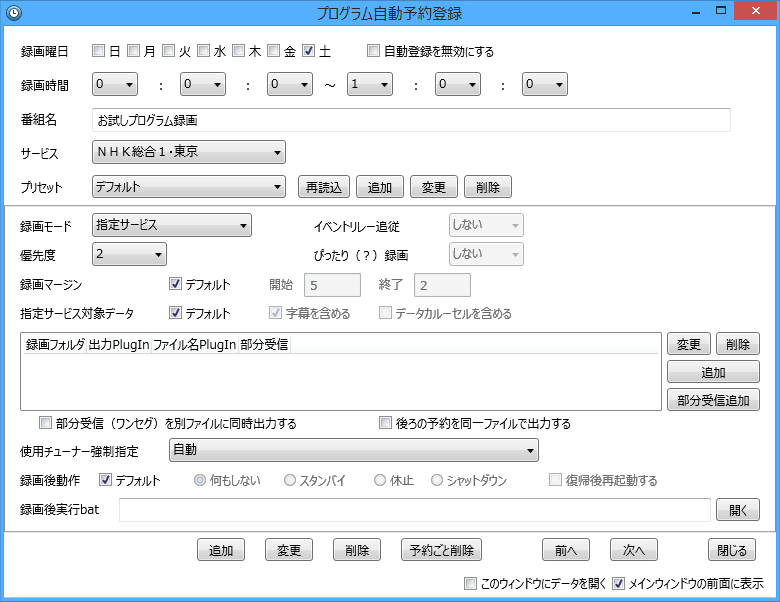 プログラム自動予約登録
録画曜日 日 月 火 水 木 金 土 自動登録を無効にする
録画時間 0 : 0 : 0 ～ 1 : 0 : 0
番組名 お試しプログラム録画
サービス ＮＨＫ総合１・東京
プリセット デフォルト 再読込 追加 変更 削除
録画モード 指定サービス イベントリレー追従 しない
優先度 2 ぴったり（？）録画 しない
録画マージン デフォルト 開始 5 終了 2
指定サービス対象データ デフォルト 字幕を含める データカルーセルを含める
録画フォルダ 出力PlugIn ファイル名PlugIn 部分受信 変更 削除
追加
部分受信追加
部分受信（ワンセグ）を別ファイルに同時出力する 後ろの予約を同一ファイルで出力する
使用チューナー強制指定 自動
録画後動作 デフォルト 何もしない スタンバイ 休止 シャットダウン 復帰後再起動する
録画後実行bat 開く
追加 変更 削除 予約ごと削除 前へ 次へ 閉じる
このウィンドウにデータを開く メインウィンドウの前面に表示